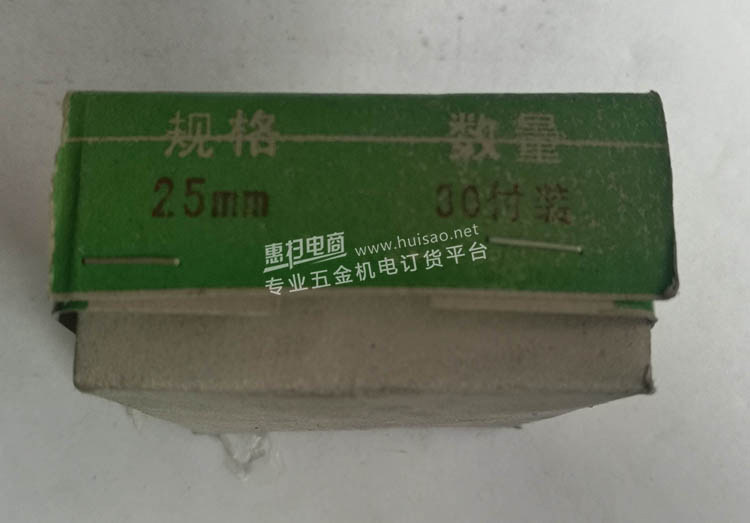 规格 数量
25mm 30付装
惠扫电商 www.huisao.net
专业五金机电订货平台